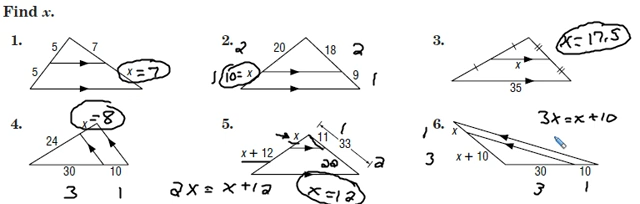 Find x.
1.
5
7
5
x=7
2.
2
20
18
2
1
10= x
9
1
3.
x
35
x=17.5
4.
x=8
24
30
10
3
1
5.
x
11
1
33
x + 12
22
2
2x = x+12
x=12
6.
3x=x+10
1
x
3
x + 10
30
10
3
1